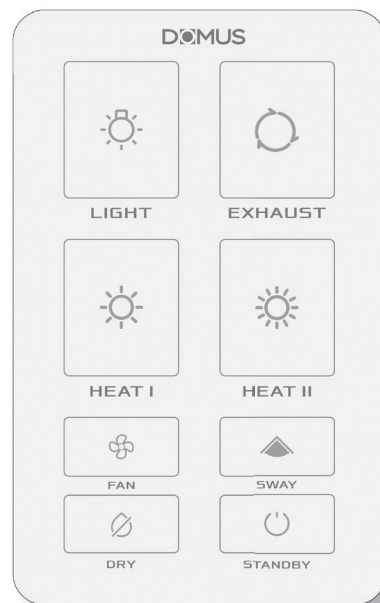 DOMUS
LIGHT EXHAUST
HEAT I HEAT II
FAN SWAY
DRY STANDBY